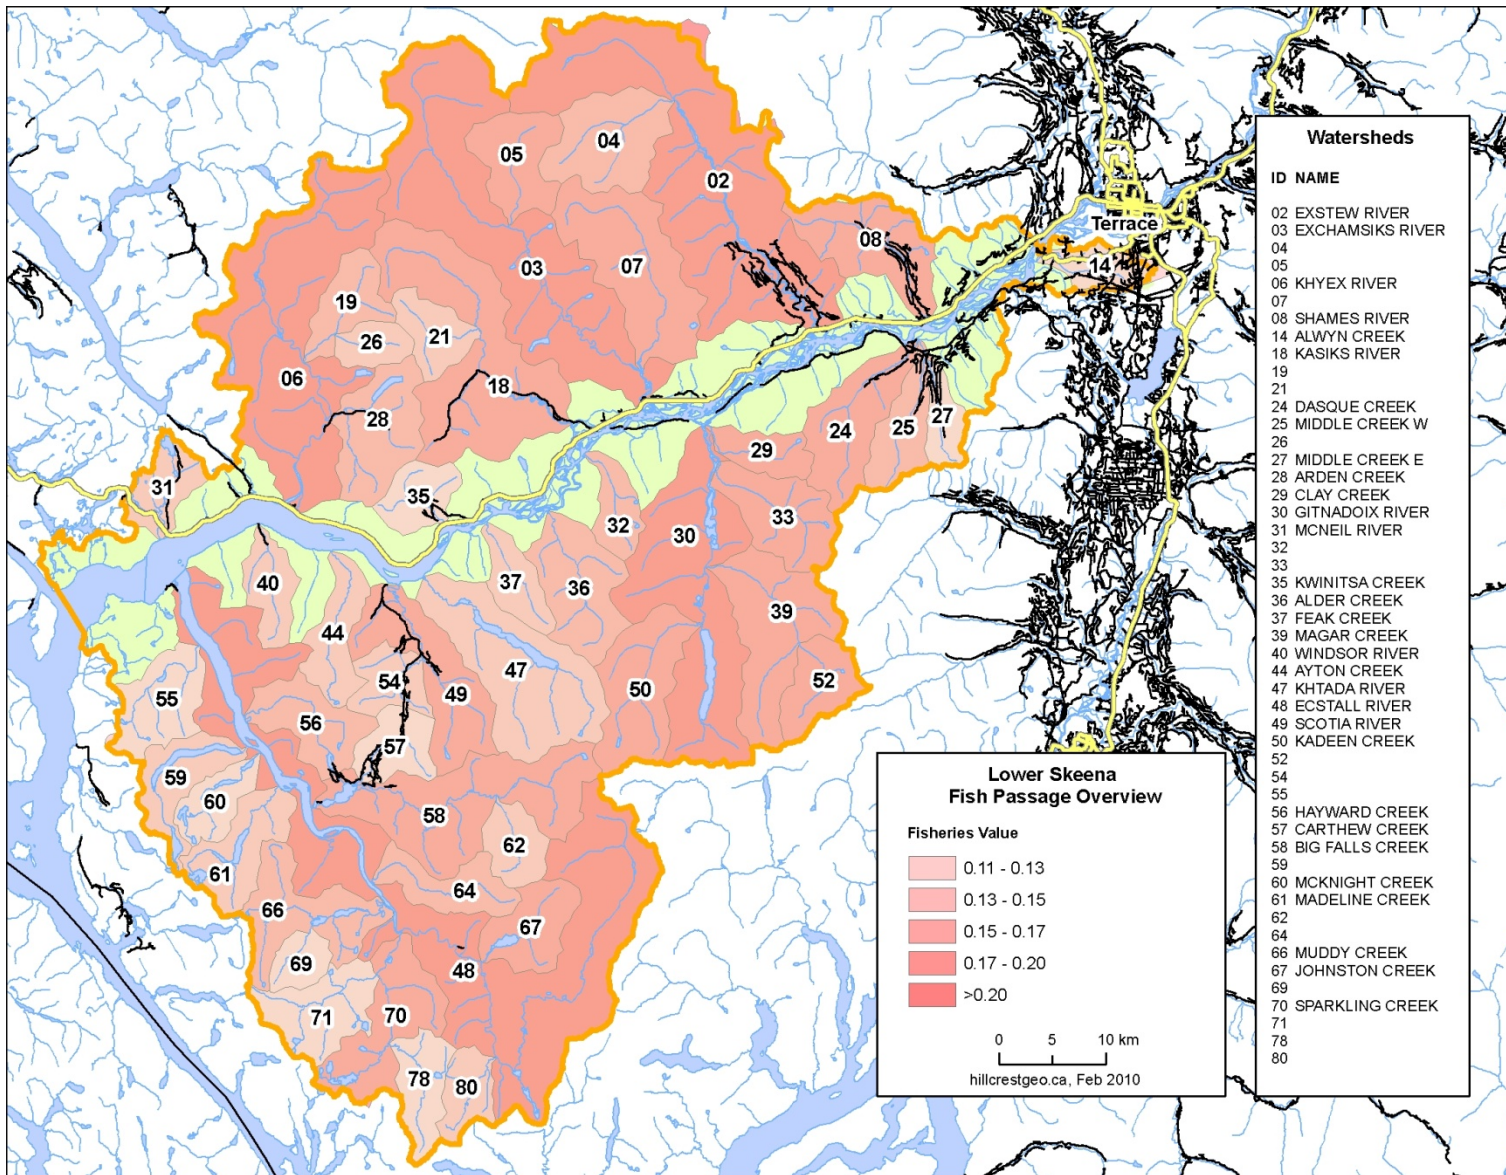 Terrace
02
03
04
05
06
07
08
14
18
19
21
24
25
26
27
28
29
30
31
32
33
35
36
37
39
40
44
47
48
49
50
52
54
55
56
57
58
59
60
61
62
64
66
67
69
70
71
78
80
Watersheds
ID NAME
02 EXSTEW RIVER
03 EXCHAMSIKS RIVER
04
05
06 KHYEX RIVER
07
08 SHAMES RIVER
14 ALWYN CREEK
18 KASIKS RIVER
19
21
24 DASQUE CREEK
25 MIDDLE CREEK W
26
27 MIDDLE CREEK E
28 ARDEN CREEK
29 CLAY CREEK
30 GITNADOIX RIVER
31 MCNEIL RIVER
32
33
35 KWINITSA CREEK
36 ALDER CREEK
37 FEAK CREEK
39 MAGAR CREEK
40 WINDSOR RIVER
44 AYTON CREEK
47 KHTADA RIVER
48 ECSTALL RIVER
49 SCOTIA RIVER
50 KADEEN CREEK
52
54
55
56 HAYWARD CREEK
57 CARTHEW CREEK
58 BIG FALLS CREEK
59
60 MCKNIGHT CREEK
61 MADELINE CREEK
62
64
66 MUDDY CREEK
67 JOHNSTON CREEK
69
70 SPARKLING CREEK
71
78
80
Lower Skeena
Fish Passage Overview
Fisheries Value
0.11 - 0.13
0.13 - 0.15
0.15 - 0.17
0.17 - 0.20
>0.20
0 5 10 km
hillcrestgeo.ca, Feb 2010